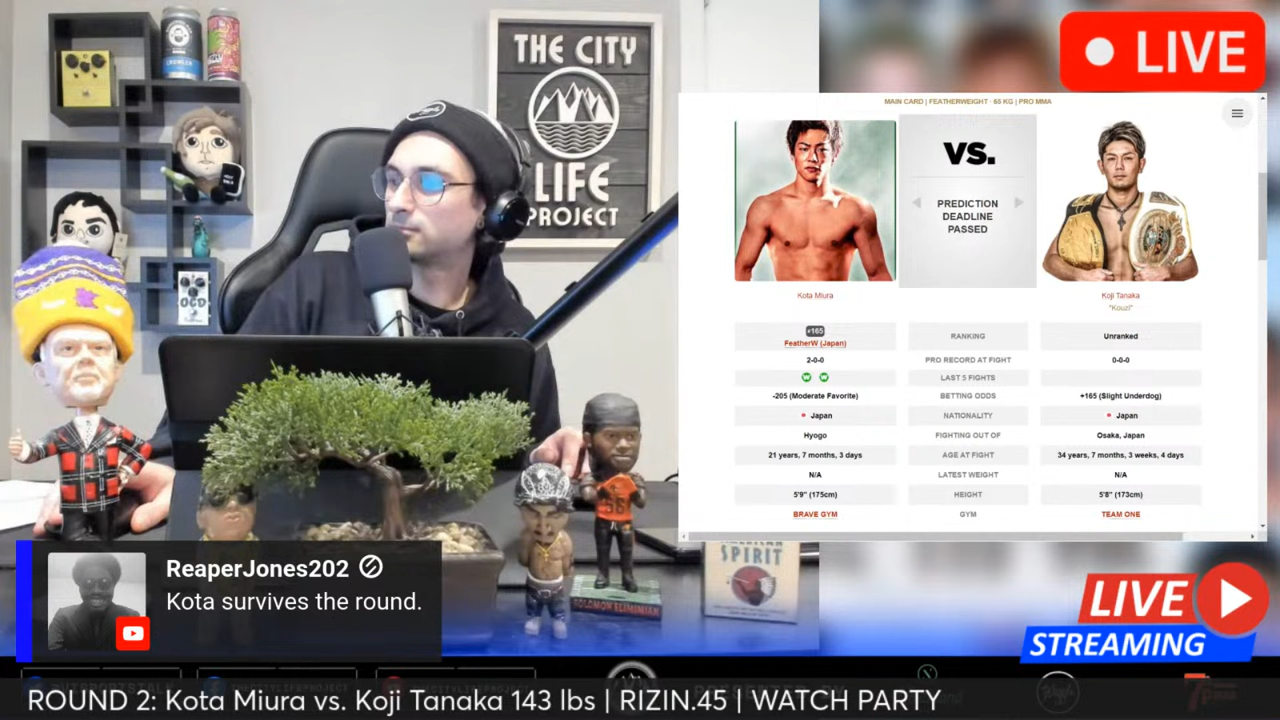 THE CITY
LIFE
PROJECT
CROWLER
OCD
LIVE
MAIN CARD | FEATHERWEIGHT · 65 KG | PRO MMA
VS.
PREDICTION
DEADLINE
PASSED
Kota Miura
Koji Tanaka
"Kouzi"
+165
FeatherW (Japan)
RANKING
Unranked
2-0-0
PRO RECORD AT FIGHT
0-0-0
W W
LAST 5 FIGHTS
-205 (Moderate Favorite)
BETTING ODDS
+165 (Slight Underdog)
Japan
NATIONALITY
Japan
Hyogo
FIGHTING OUT OF
Osaka, Japan
21 years, 7 months, 3 days
AGE AT FIGHT
34 years, 7 months, 3 weeks, 4 days
N/A
LATEST WEIGHT
N/A
5'9" (175cm)
HEIGHT
5'8" (173cm)
BRAVE GYM
GYM
TEAM ONE
SPIRIT
SOLOMON ELIMIMIAN
ReaperJones202
Kota survives the round.
LIVE
STREAMING
ROUND 2: Kota Miura vs. Koji Tanaka 143 lbs | RIZIN.45 | WATCH PARTY